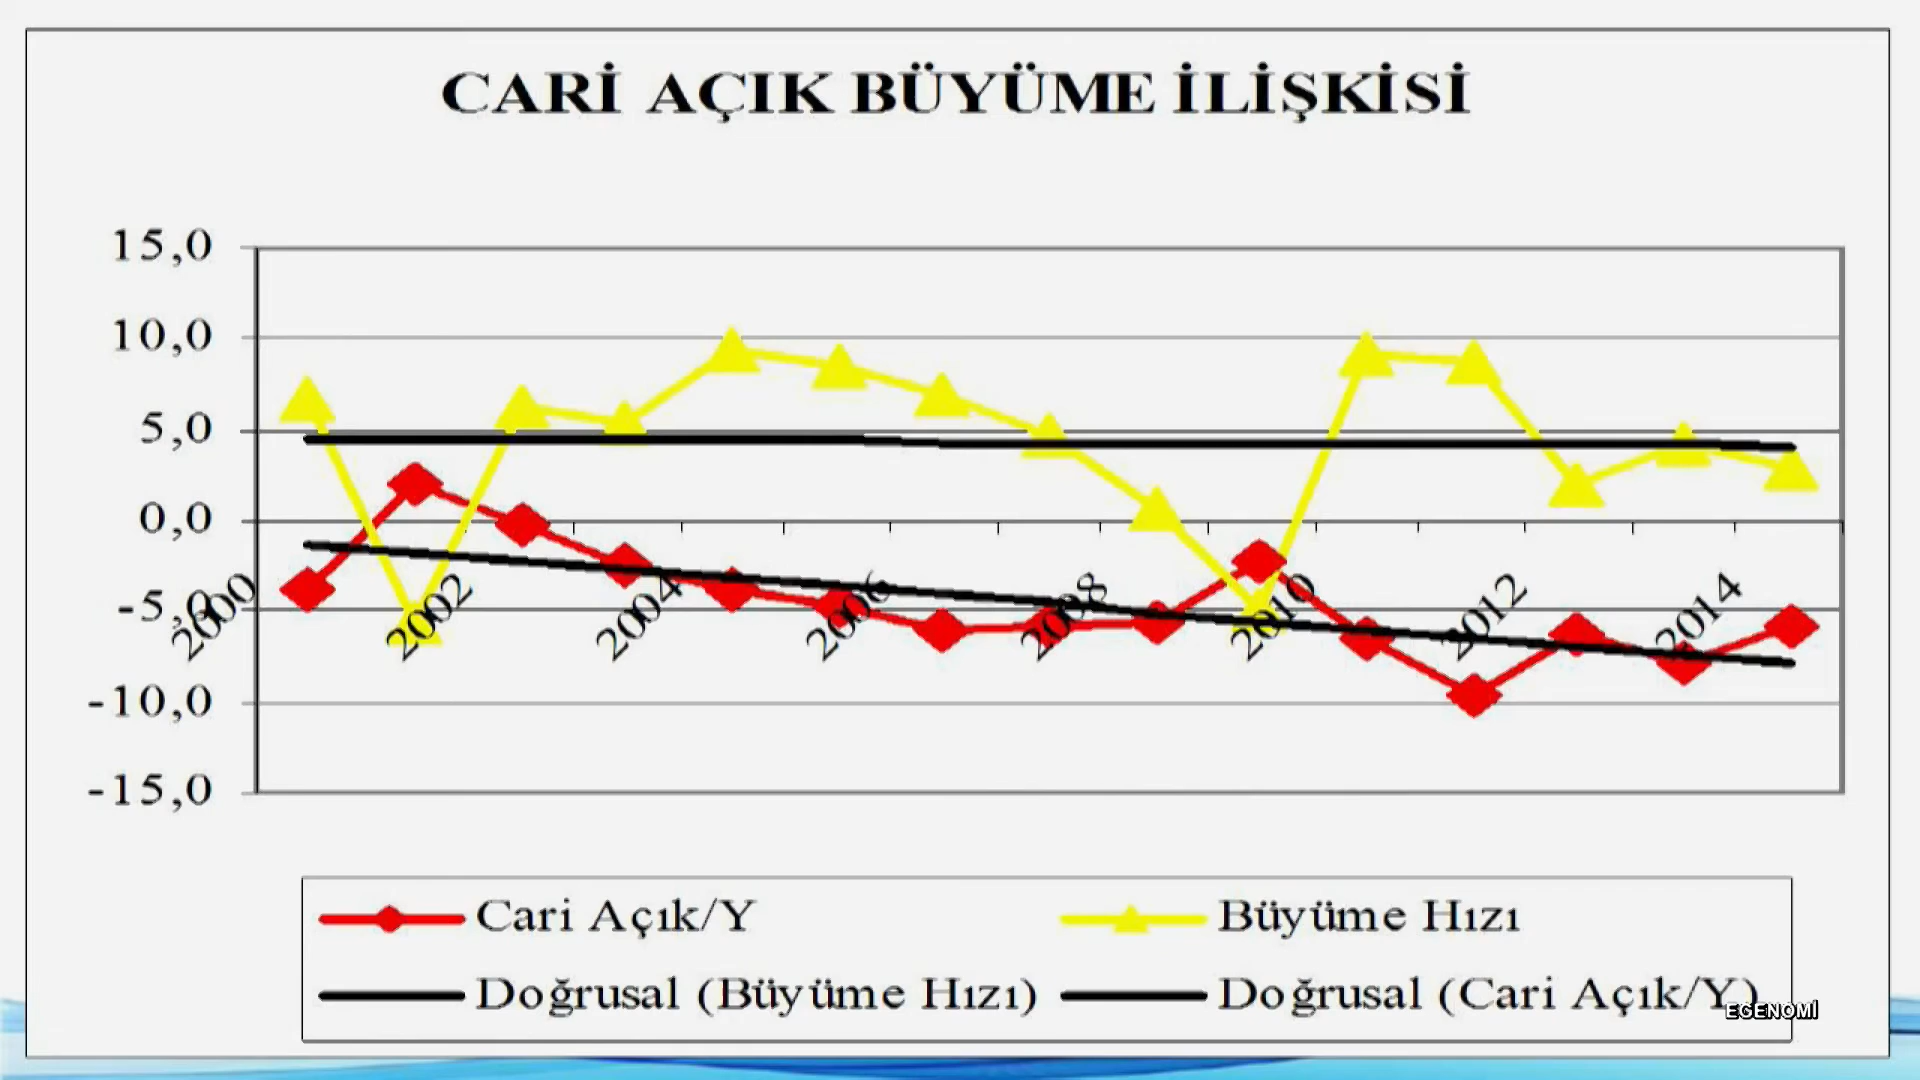 CARİ AÇIK BÜYÜME İLİŞKİSİ
15,0
10,0
5,0
0,0
-5,0
-10,0
-15,0
2000 2002 2004 2006 2008 2010 2012 2014
Cari Açık/Y Büyüme Hızı
Doğrusal (Büyüme Hızı) Doğrusal (Cari Açık/Y)
EGENOMİ